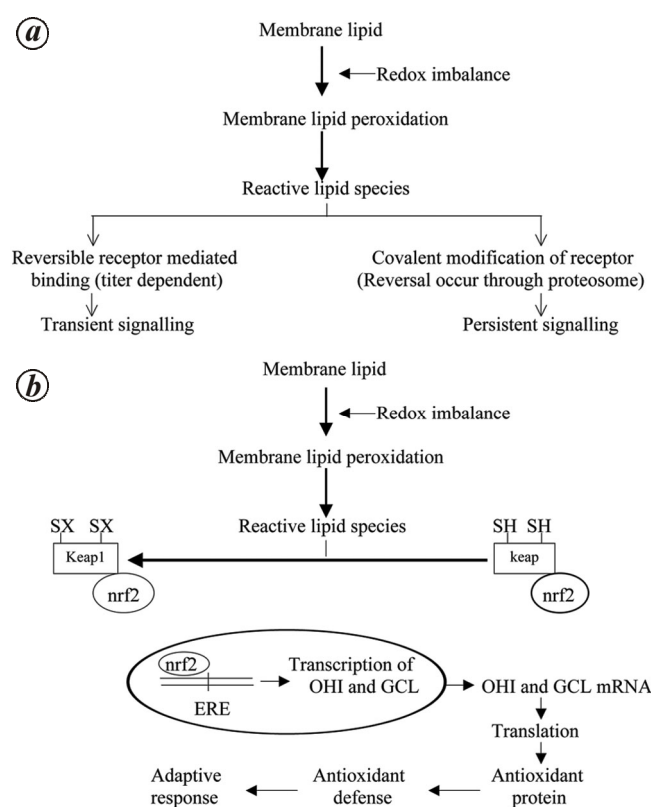 a
Membrane lipid
Redox imbalance
Membrane lipid peroxidation
Reactive lipid species
Reversible receptor mediated
binding (titer dependent)
Transient signalling
Covalent modification of receptor
(Reversal occur through proteosome)
Persistent signalling
b
Membrane lipid
Redox imbalance
Membrane lipid peroxidation
Reactive lipid species
SX SX
Keap1
nrf2
SH SH
keap
nrf2
nrf2
ERE
Transcription of
OHI and GCL
OHI and GCL mRNA
Translation
Antioxidant
protein
Antioxidant
defense
Adaptive
response